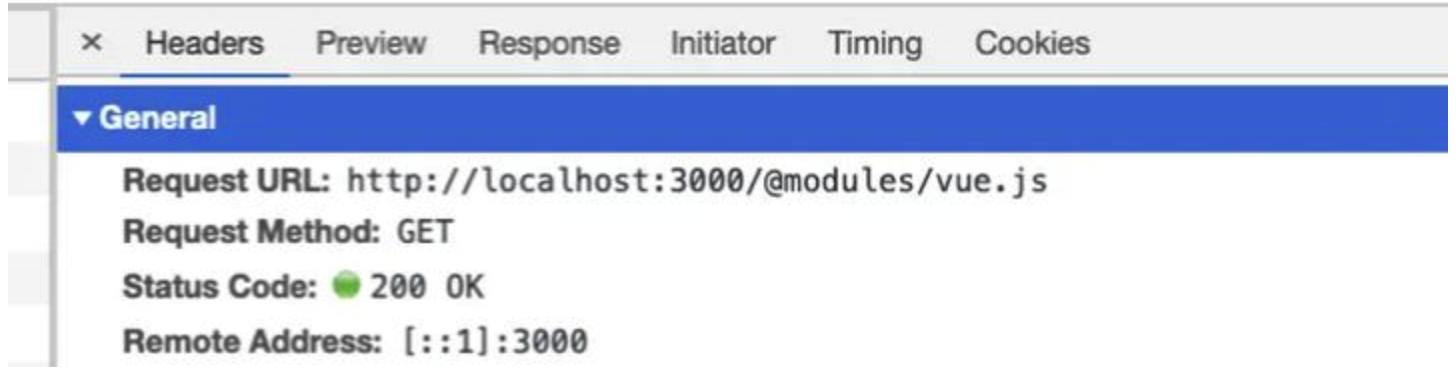 × Headers Preview Response Initiator Timing Cookies
▼ General
Request URL: http://localhost:3000/@modules/vue.js
Request Method: GET
Status Code: 200 OK
Remote Address: [::1]:3000